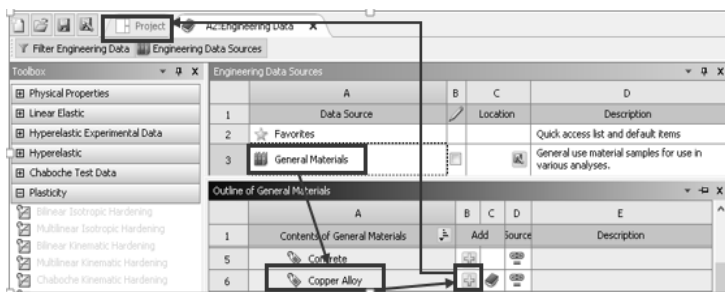 Project
A2:Engineering Data X
Filter Engineering Data Engineering Data Sources
Toolbox
Physical Properties
Linear Elastic
Hyperelastic Experimental Data
Hyperelastic
Chaboche Test Data
Plasticity
Bilinear Isotropic Hardening
Multilinear Isotropic Hardening
Bilinear Kinematic Hardening
Multilinear Kinematic Hardening
Chaboche Kinematic Hardening
Engineering Data Sources
A B C D
1 Data Source Location Description
2 Favorites Quick access list and default items
3 General Materials General use material samples for use in
various analyses.
Outline of General Materials
A B C D E
1 Contents of General Materials Add Source Description
5 Concrete
6 Copper Alloy